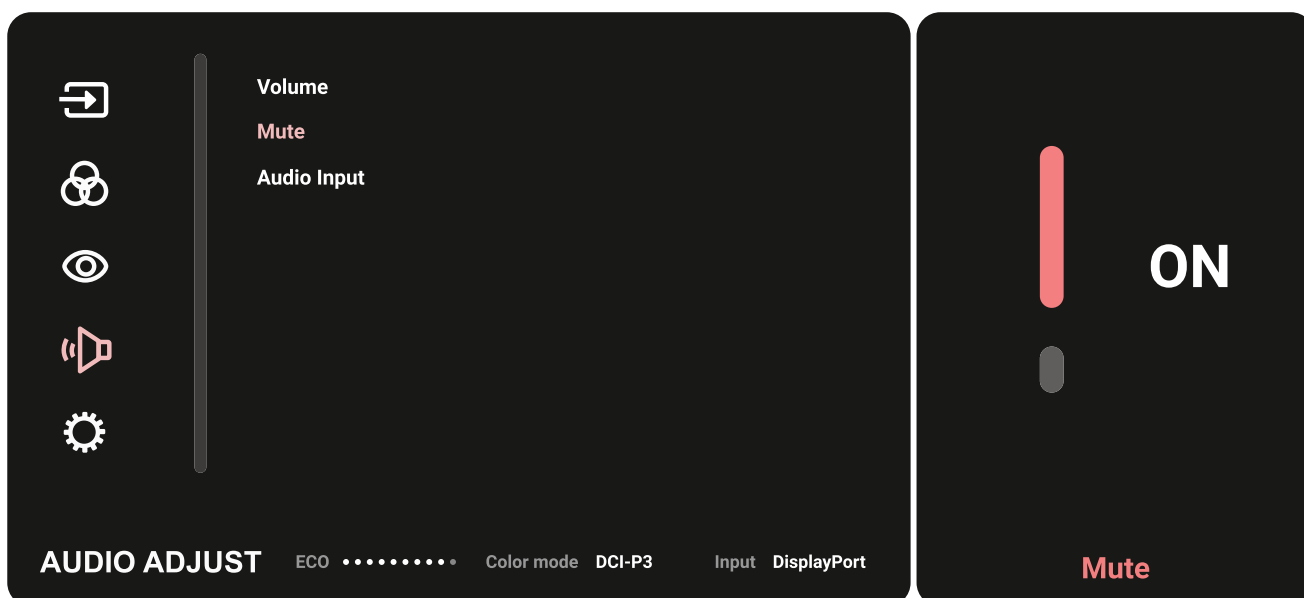 Volume
Mute
Audio Input
ON
AUDIO ADJUST ECO Color mode DCI-P3 Input DisplayPort
Mute